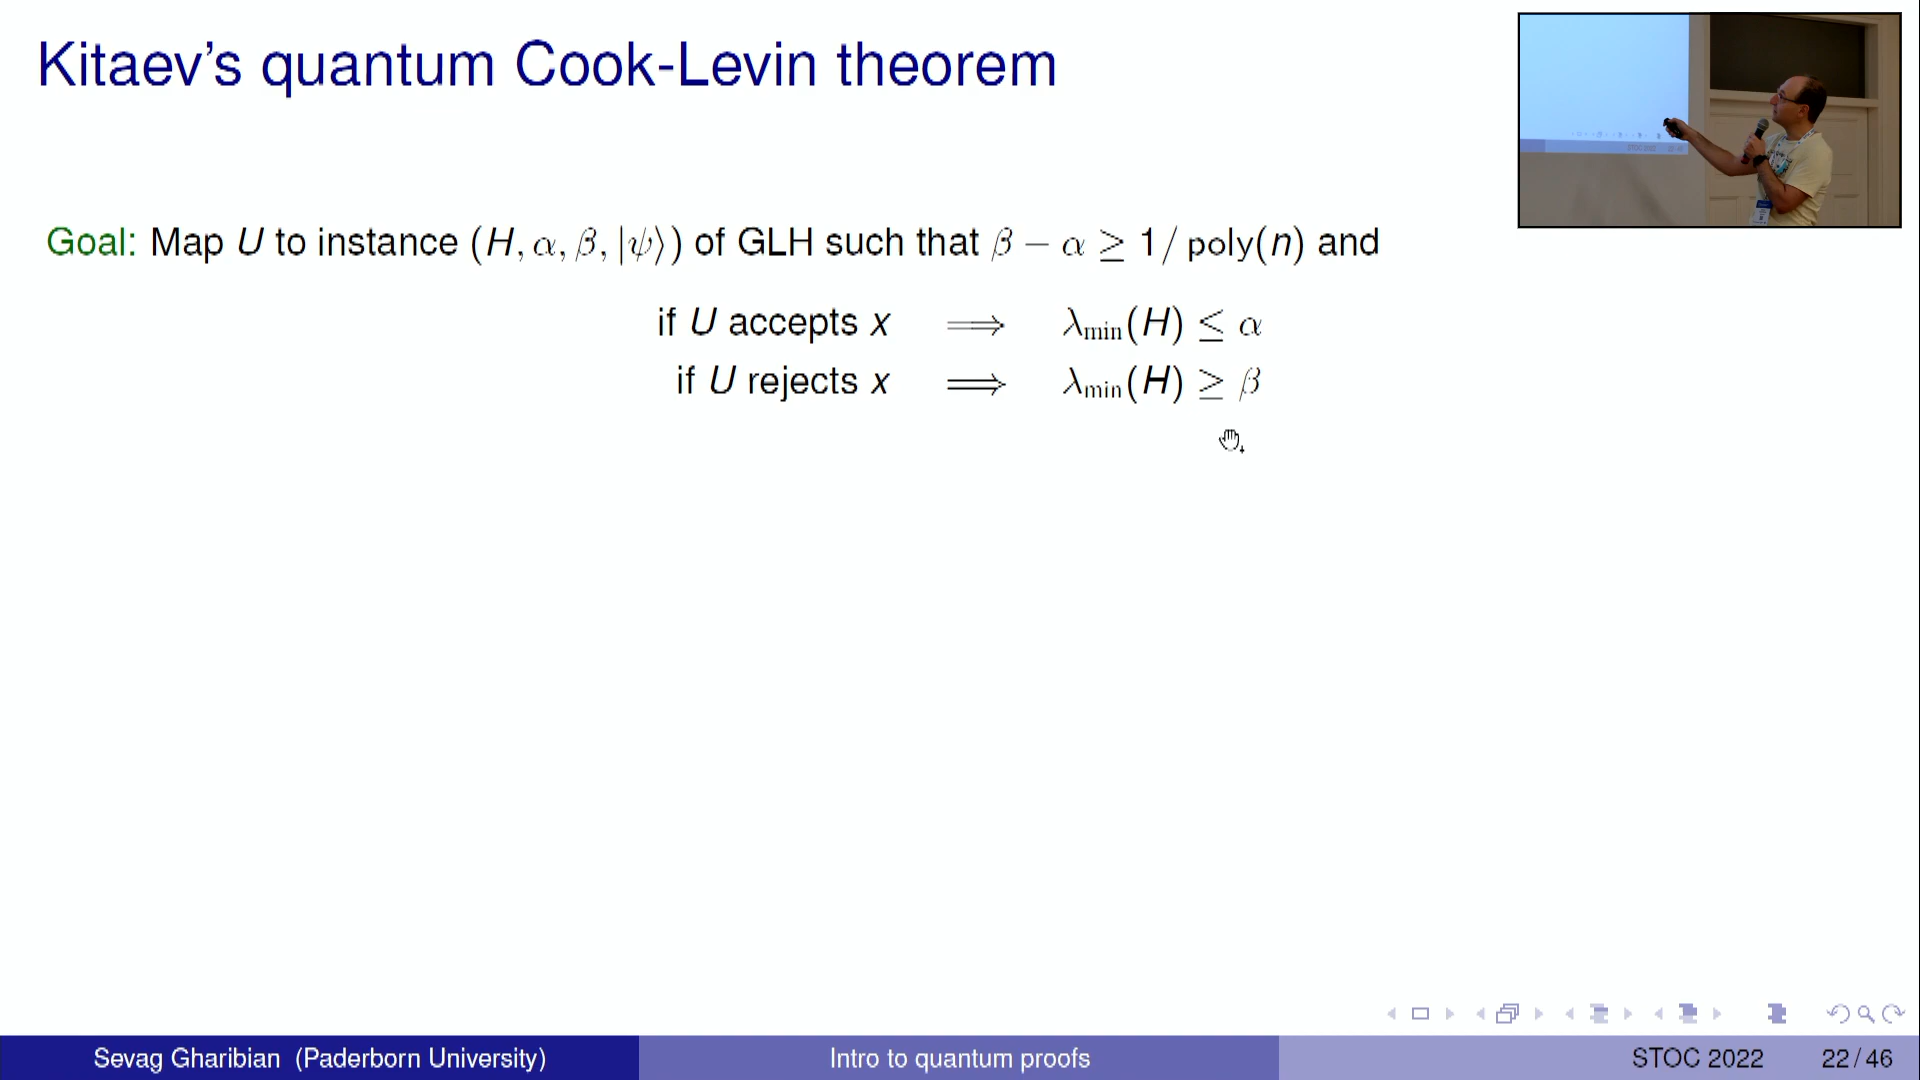 Kitaev's quantum Cook-Levin theorem
Goal: Map U to instance (H, α, β, |ψ⟩) of GLH such that β − α ≥ 1/ poly(n) and
if U accepts x ⟹ λmin(H) ≤ α
if U rejects x ⟹ λmin(H) ≥ β
Sevag Gharibian (Paderborn University) Intro to quantum proofs STOC 2022 22 / 46